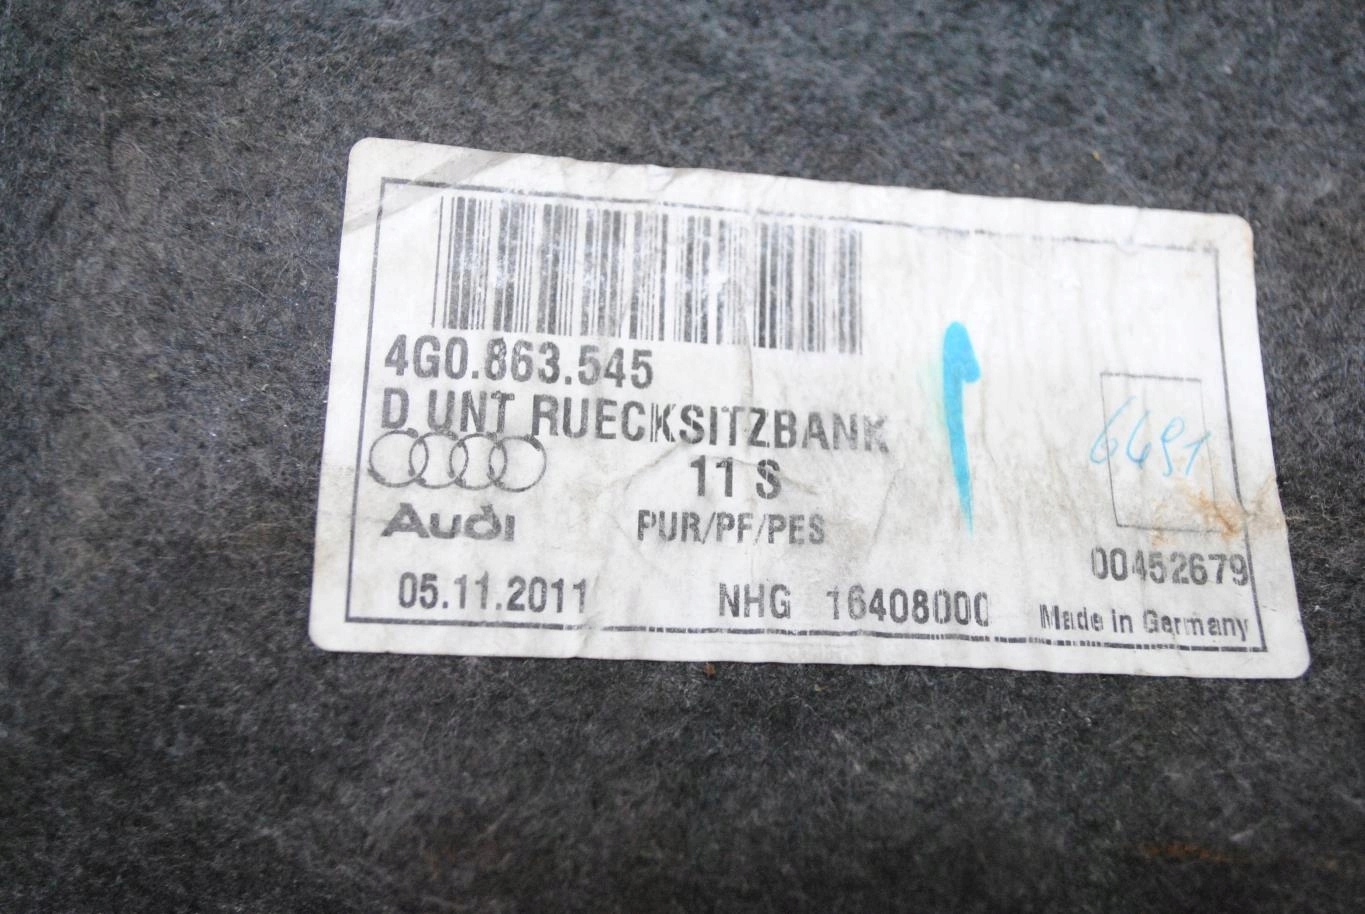 4G0.863.545
D UNT RUECKSITZBANK
11 S
Audi
PUR/PF/PES
6491
00452679
05.11.2011
NHG 16408000
Made in Germany